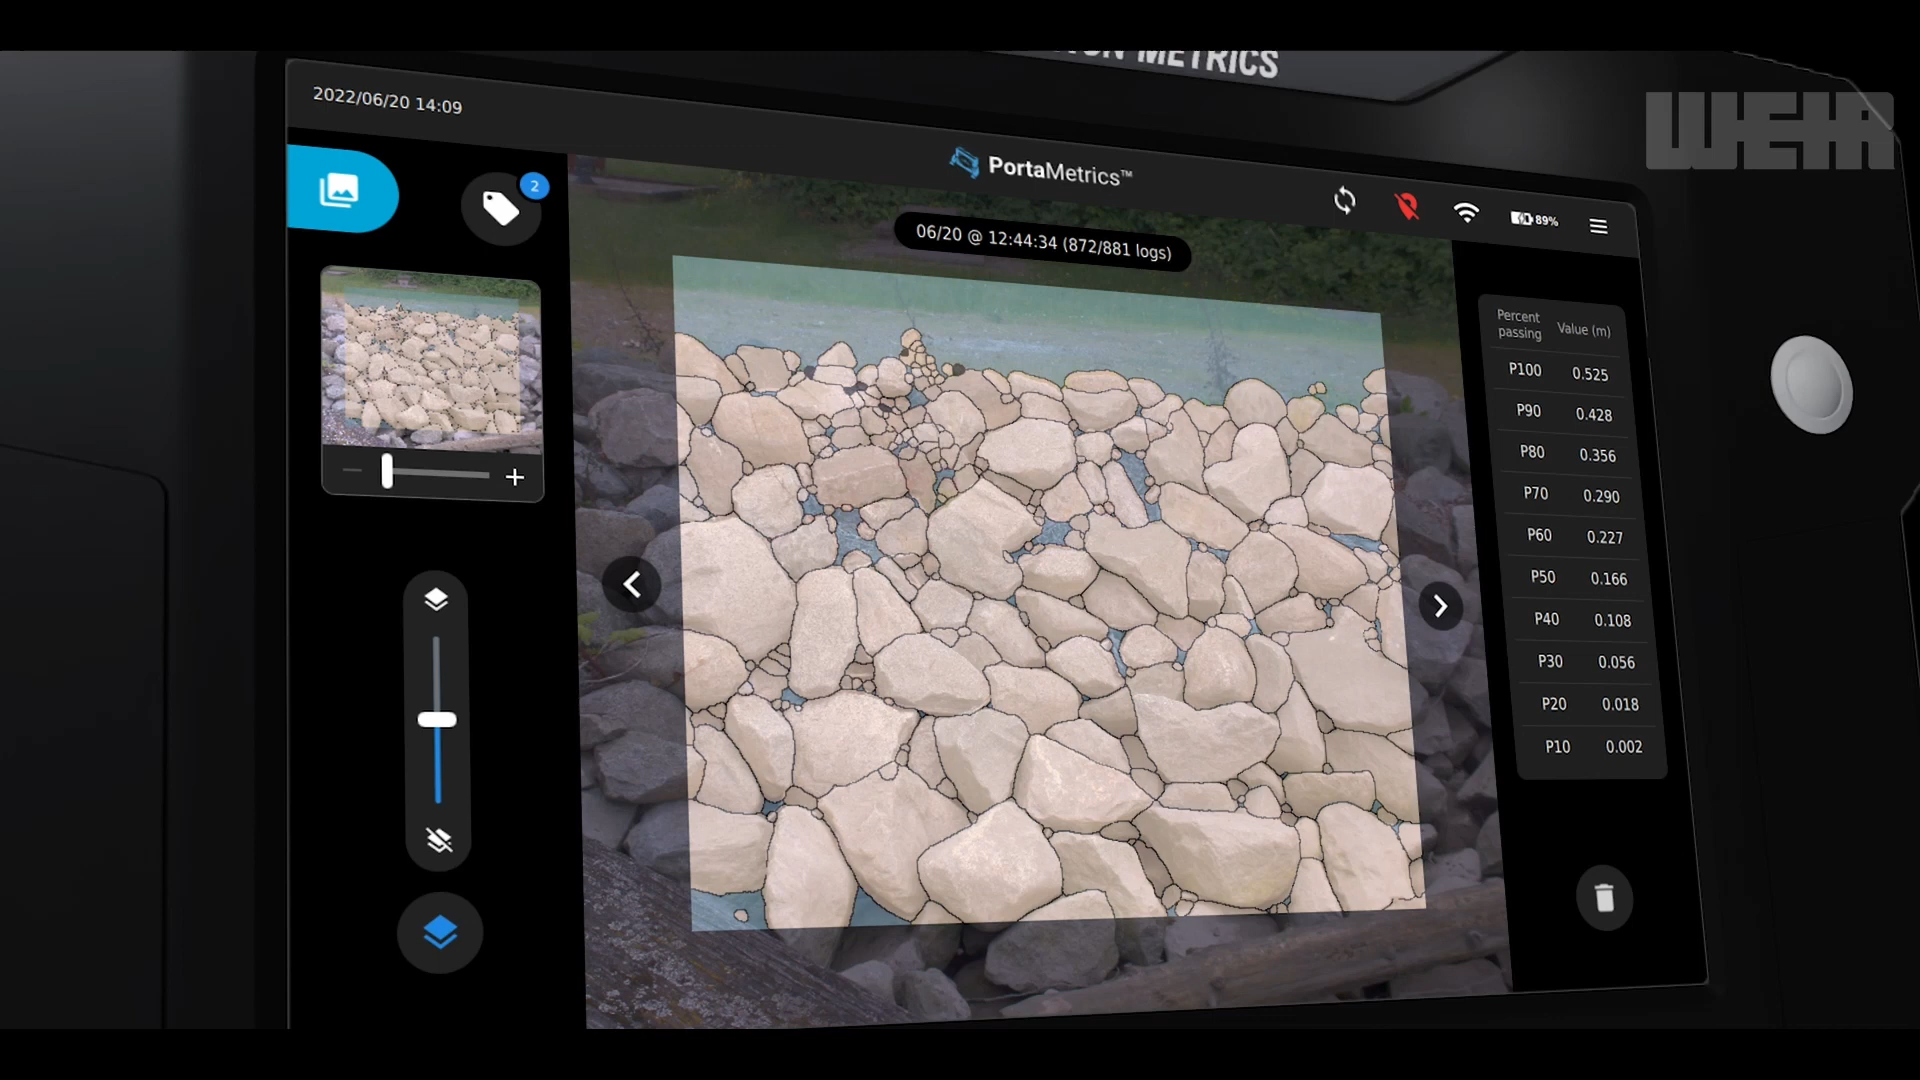 METRICS
WEIR
2022/06/20 14:09
PortaMetrics™
2
89%
06/20 @ 12:44:34 (872/881 logs)
Percent passing Value (m)
P100 0.525
P90 0.428
P80 0.356
P70 0.290
P60 0.227
P50 0.166
P40 0.108
P30 0.056
P20 0.018
P10 0.002